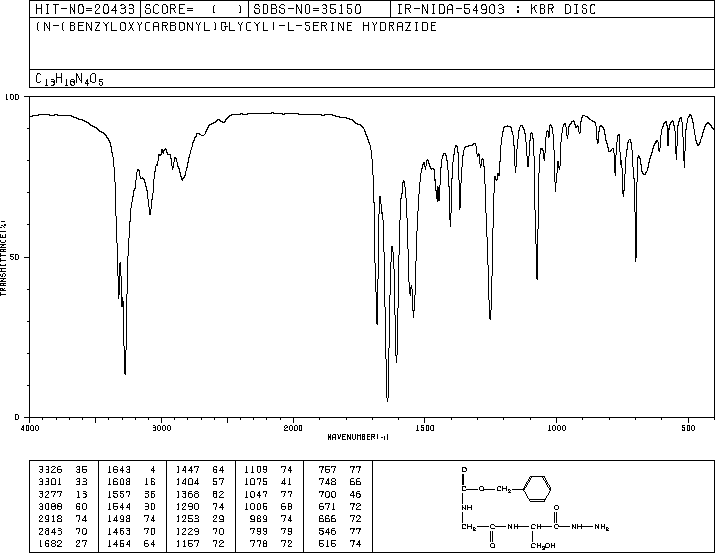 HIT-NO=20433 SCORE= ( ) SDBS-NO=35150 IR-NIDA-54903 : KBR DISC
(N-(BENZYLOXYCARBONYL)GLYCYL)-L-SERINE HYDRAZIDE
C13H18N4O5
100
50
0
TRANSMITTANCE(%)
4000 3000 2000 1500 1000 500
WAVENUMBER(-1)
3326 35 1643 4 1447 64 1109 74 757 77
3301 33 1608 16 1404 57 1075 41 748 66
3277 13 1557 36 1368 62 1047 77 700 46
3088 60 1544 30 1290 74 1006 68 671 72
2918 74 1498 74 1253 29 989 74 666 72
2843 70 1463 70 1229 70 799 79 546 77
1682 27 1454 64 1157 72 778 72 515 74
O
C O CH2
NH
O
CH2 C NH CH C NH NH2
O CH2OH